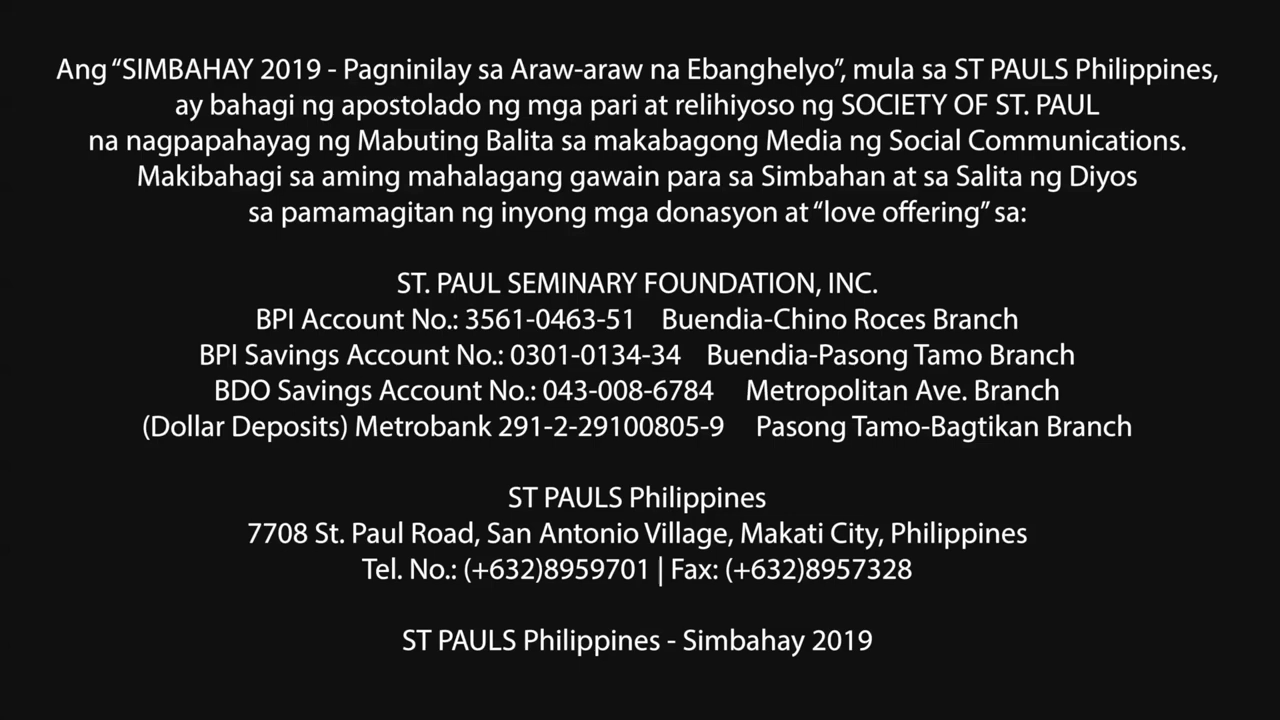 Ang “SIMBAHAY 2019 - Pagninilay sa Araw-araw na Ebanghelyo”, mula sa ST PAULS Philippines,
ay bahagi ng apostolado ng mga pari at relihiyoso ng SOCIETY OF ST. PAUL
na nagpapahayag ng Mabuting Balita sa makabagong Media ng Social Communications.
Makibahagi sa aming mahalagang gawain para sa Simbahan at sa Salita ng Diyos
sa pamamagitan ng inyong mga donasyon at “love offering” sa:
ST. PAUL SEMINARY FOUNDATION, INC.
BPI Account No.: 3561-0463-51 Buendia-Chino Roces Branch
BPI Savings Account No.: 0301-0134-34 Buendia-Pasong Tamo Branch
BDO Savings Account No.: 043-008-6784 Metropolitan Ave. Branch
(Dollar Deposits) Metrobank 291-2-29100805-9 Pasong Tamo-Bagtikan Branch
ST PAULS Philippines
7708 St. Paul Road, San Antonio Village, Makati City, Philippines
Tel. No.: (+632)8959701 | Fax: (+632)8957328
ST PAULS Philippines - Simbahay 2019